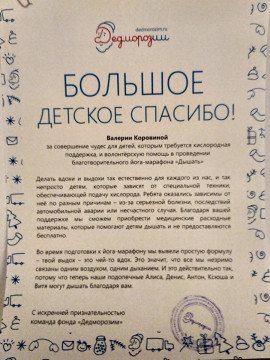 dedmorozim.ru
Дедморозим
БОЛЬШОЕ
ДЕТСКОЕ СПАСИБО!
Валерии Коровиной
за совершение чудес для детей, которым требуется кислородная
поддержка, и волонтёрскую помощь в проведении
благотворительного йога-марафона «Дышать»
Делать вдохи и выдохи так естественно для каждого из нас, и так
непросто детям, которые зависят от специальной техники,
обеспечивающей подачу кислорода. Ребята оказались зависимы от
неё по разным причинам – из-за серьезной болезни, последствий
автомобильной аварии или несчастного случая. Благодаря вашей
поддержке мы сможем приобрести медицинские расходные
материалы, которые помогают детям дышать и не предоставляются
бесплатно.
Во время подготовки к йога-марафону мы вывели простую формулу
– твой выдох – это чей-то вдох. Это значит, что все мы незримо
связаны одним воздухом, одним дыханием. И это действительно так,
потому что теперь наши подопечные Алиса, Денис, Антон, Ксюша и
Витя могут дышать благодаря вам.
С искренней признательностью
команда фонда «Дедморозим»